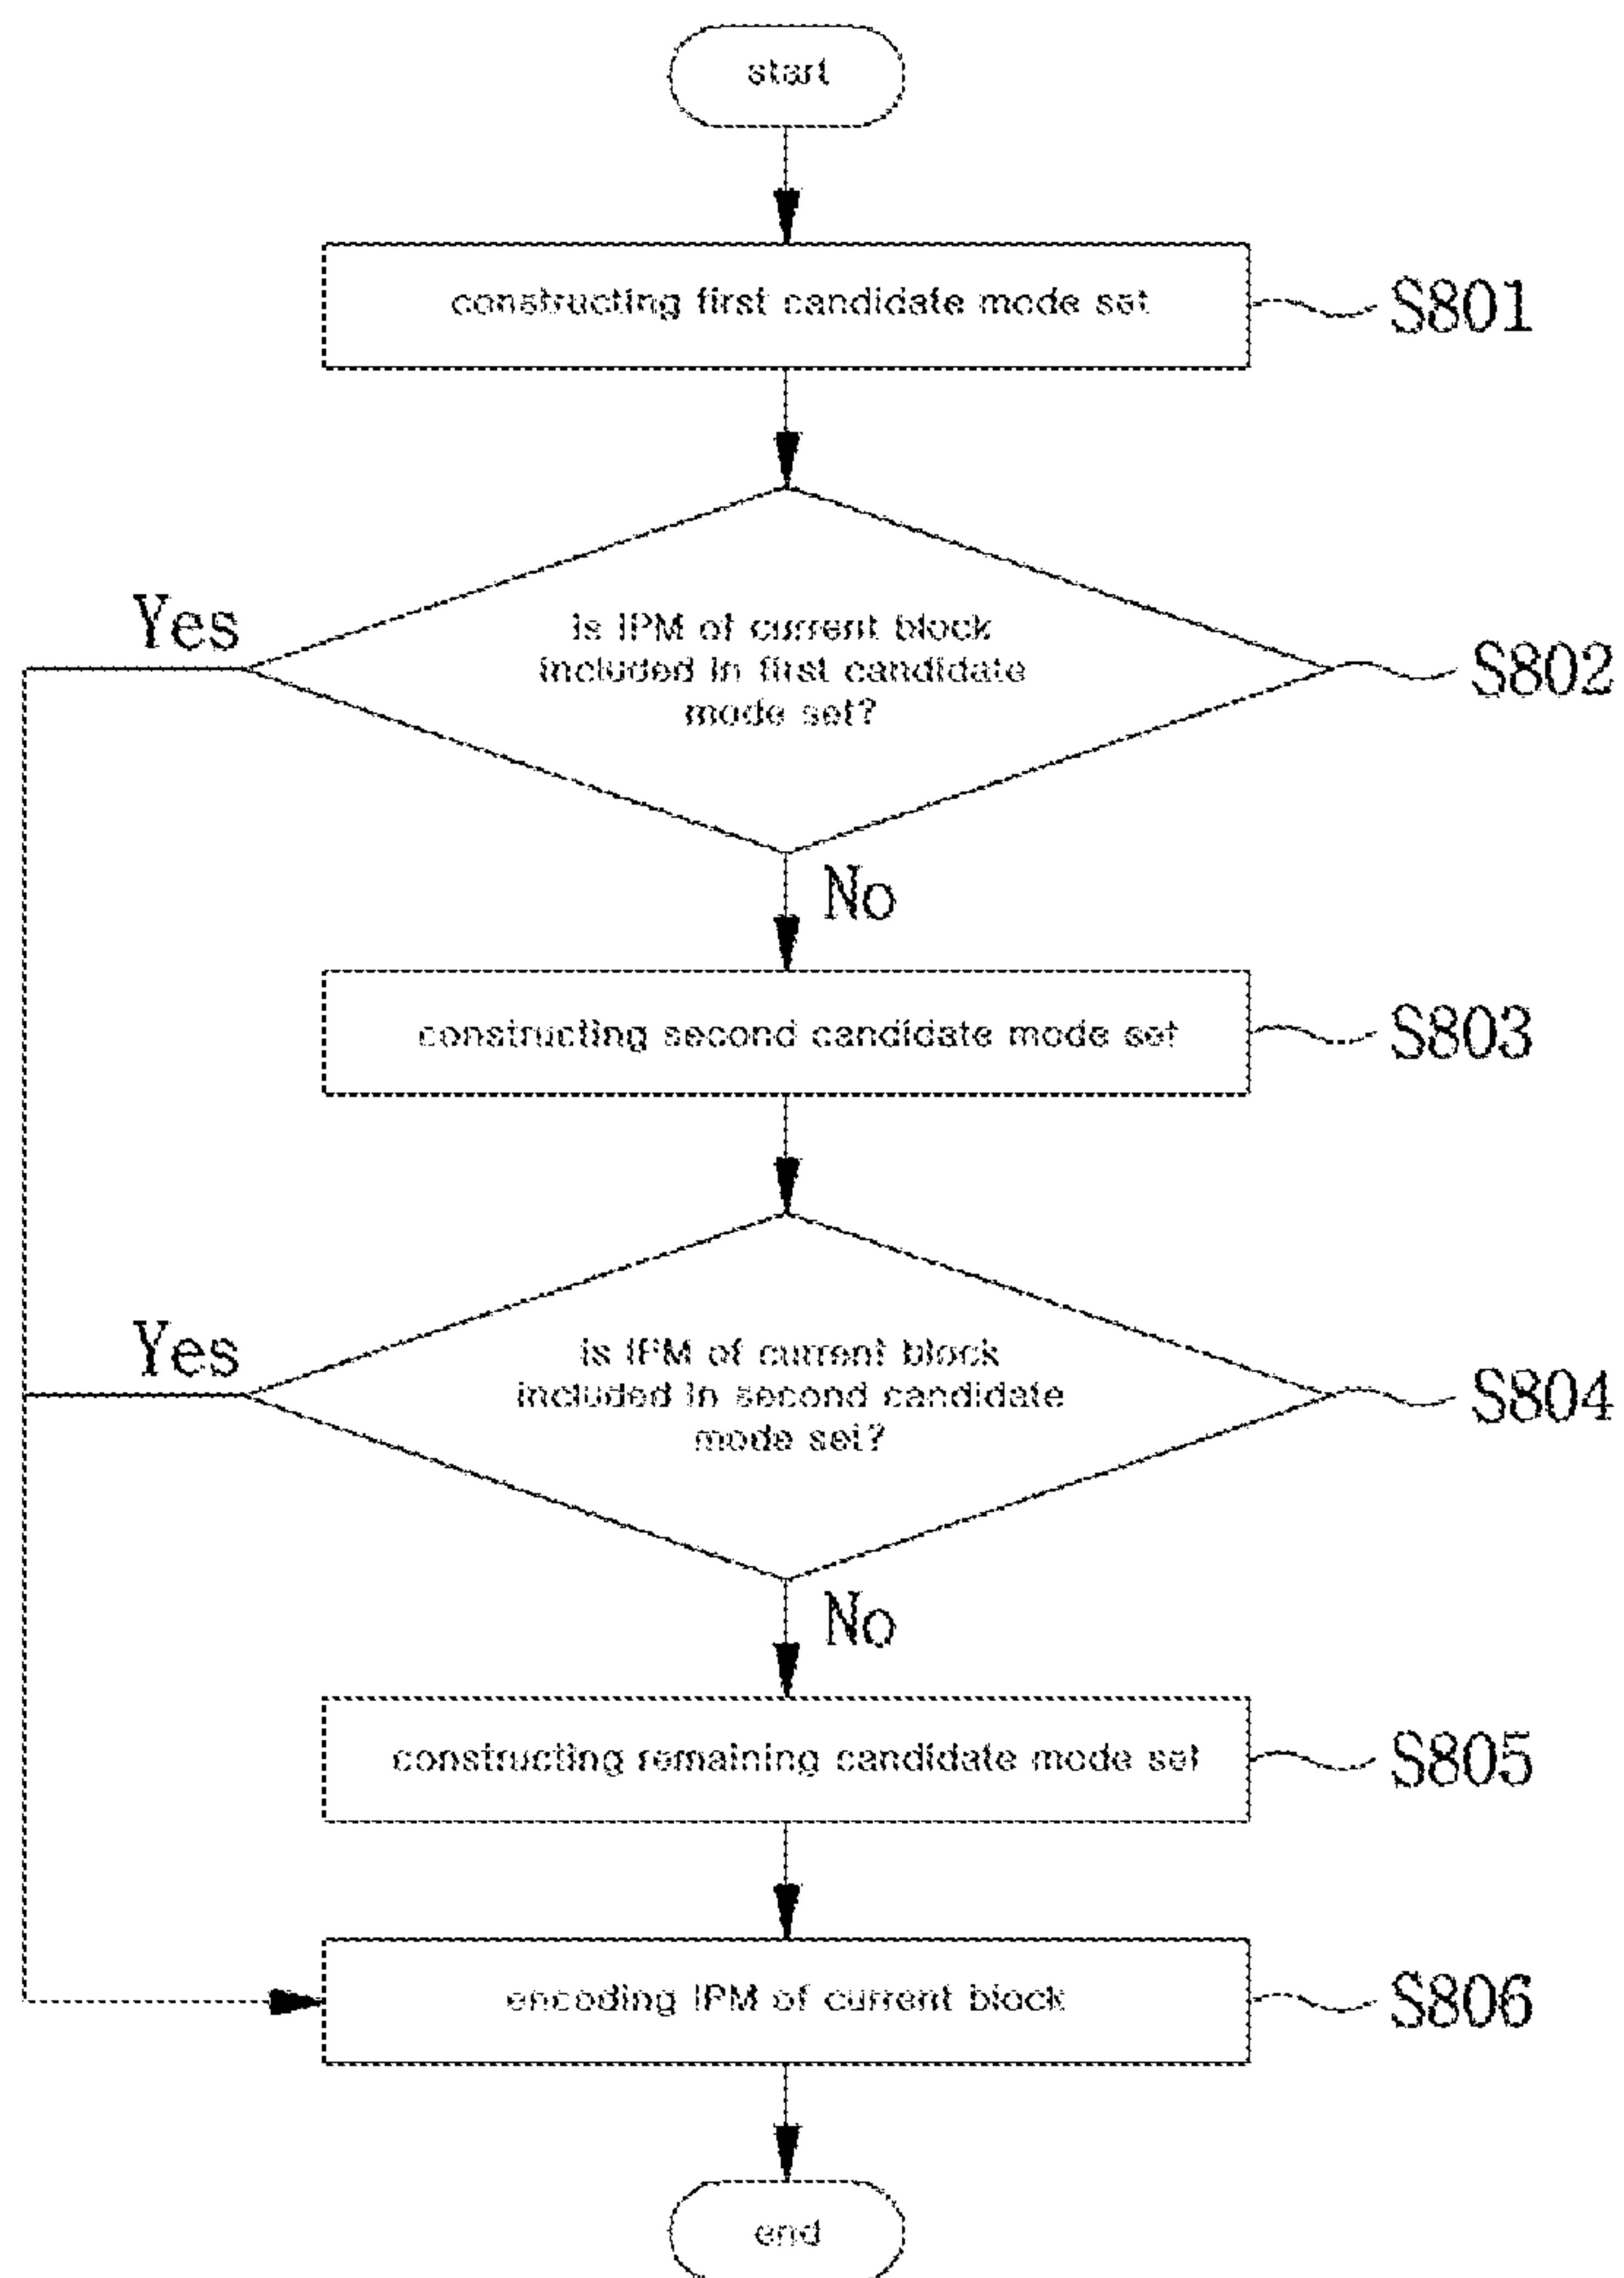 start
constructing first candidate mode set
S801
Yes
is IPM of current block
included in first candidate
mode set?
S802
No
constructing second candidate mode set
S803
Yes
is IPM of current block
included in second candidate
mode set?
S804
No
constructing remaining candidate mode set
S805
encoding IPM of current block
S806
end